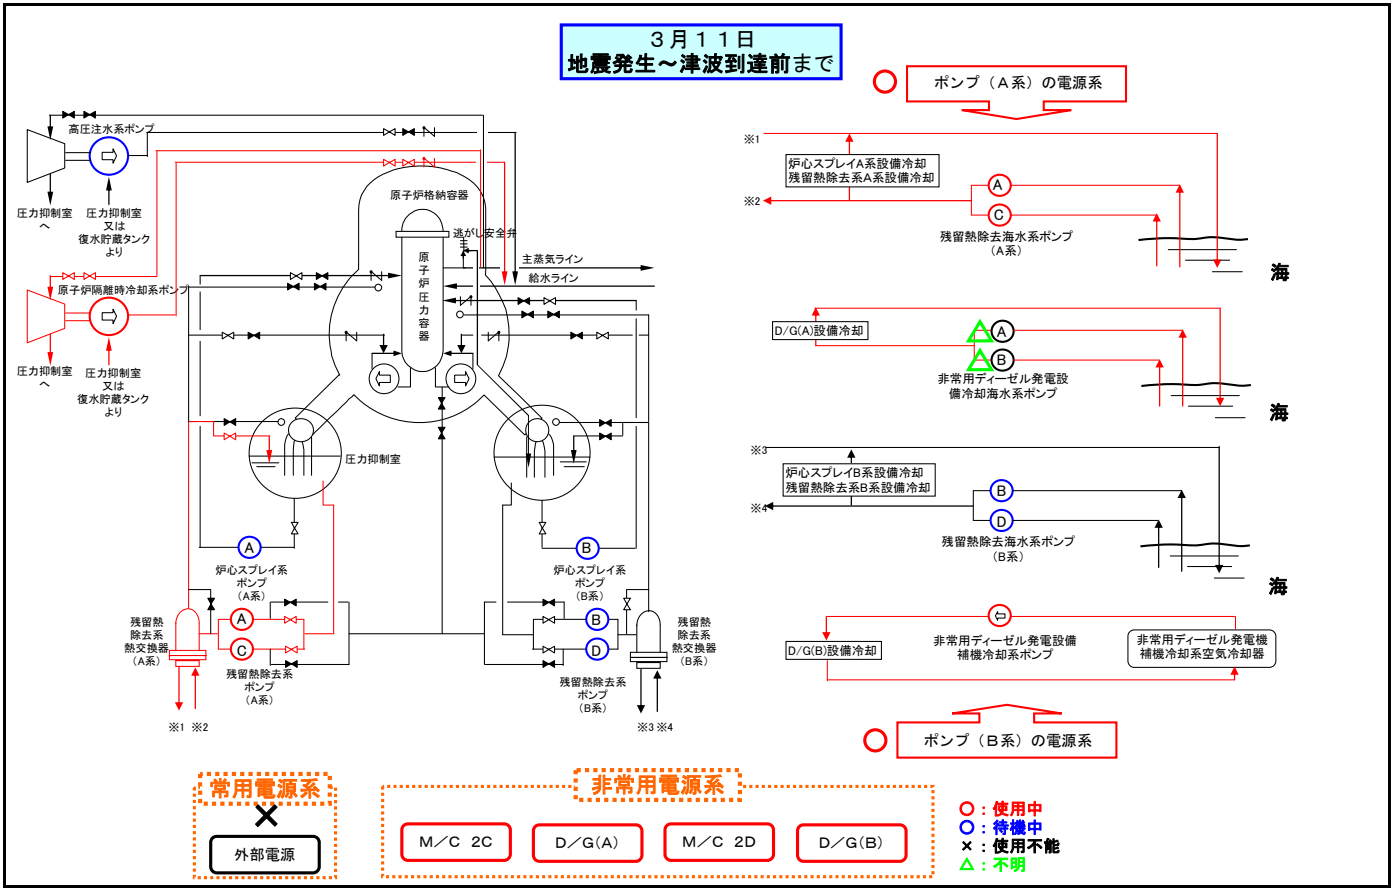 3月11日
地震発生～津波到達前まで
ポンプ（A系）の電源系
高圧注水系ポンプ
圧力抑制室
へ
圧力抑制室
又は
復水貯蔵タンク
より
原子炉隔離時冷却系ポンプ
圧力抑制室
へ
圧力抑制室
又は
復水貯蔵タンク
より
原子炉格納容器
逃がし安全弁
原子炉圧力容器
主蒸気ライン
給水ライン
圧力抑制室
A
炉心スプレイ系
ポンプ
（A系）
B
炉心スプレイ系
ポンプ
（B系）
残留熱
除去系
熱交換器
（A系）
A
C
残留熱除去系
ポンプ
（A系）
※1 ※2
B
D
残留熱除去系
ポンプ
（B系）
残留熱
除去系
熱交換器
（B系）
※3 ※4
※1
炉心スプレイA系設備冷却
残留熱除去系A系設備冷却
※2
A
C
残留熱除去海水系ポンプ
（A系）
海
D/G(A)設備冷却
A
B
非常用ディーゼル発電設
備冷却海水系ポンプ
海
※3
炉心スプレイB系設備冷却
残留熱除去系B系設備冷却
※4
B
D
残留熱除去海水系ポンプ
（B系）
海
D/G(B)設備冷却
非常用ディーゼル発電設備
補機冷却系ポンプ
非常用ディーゼル発電機
補機冷却系空気冷却器
ポンプ（B系）の電源系
常用電源系
外部電源
非常用電源系
M／C 2C
D／G(A)
M／C 2D
D／G(B)
○：使用中
○：待機中
×：使用不能
△：不明